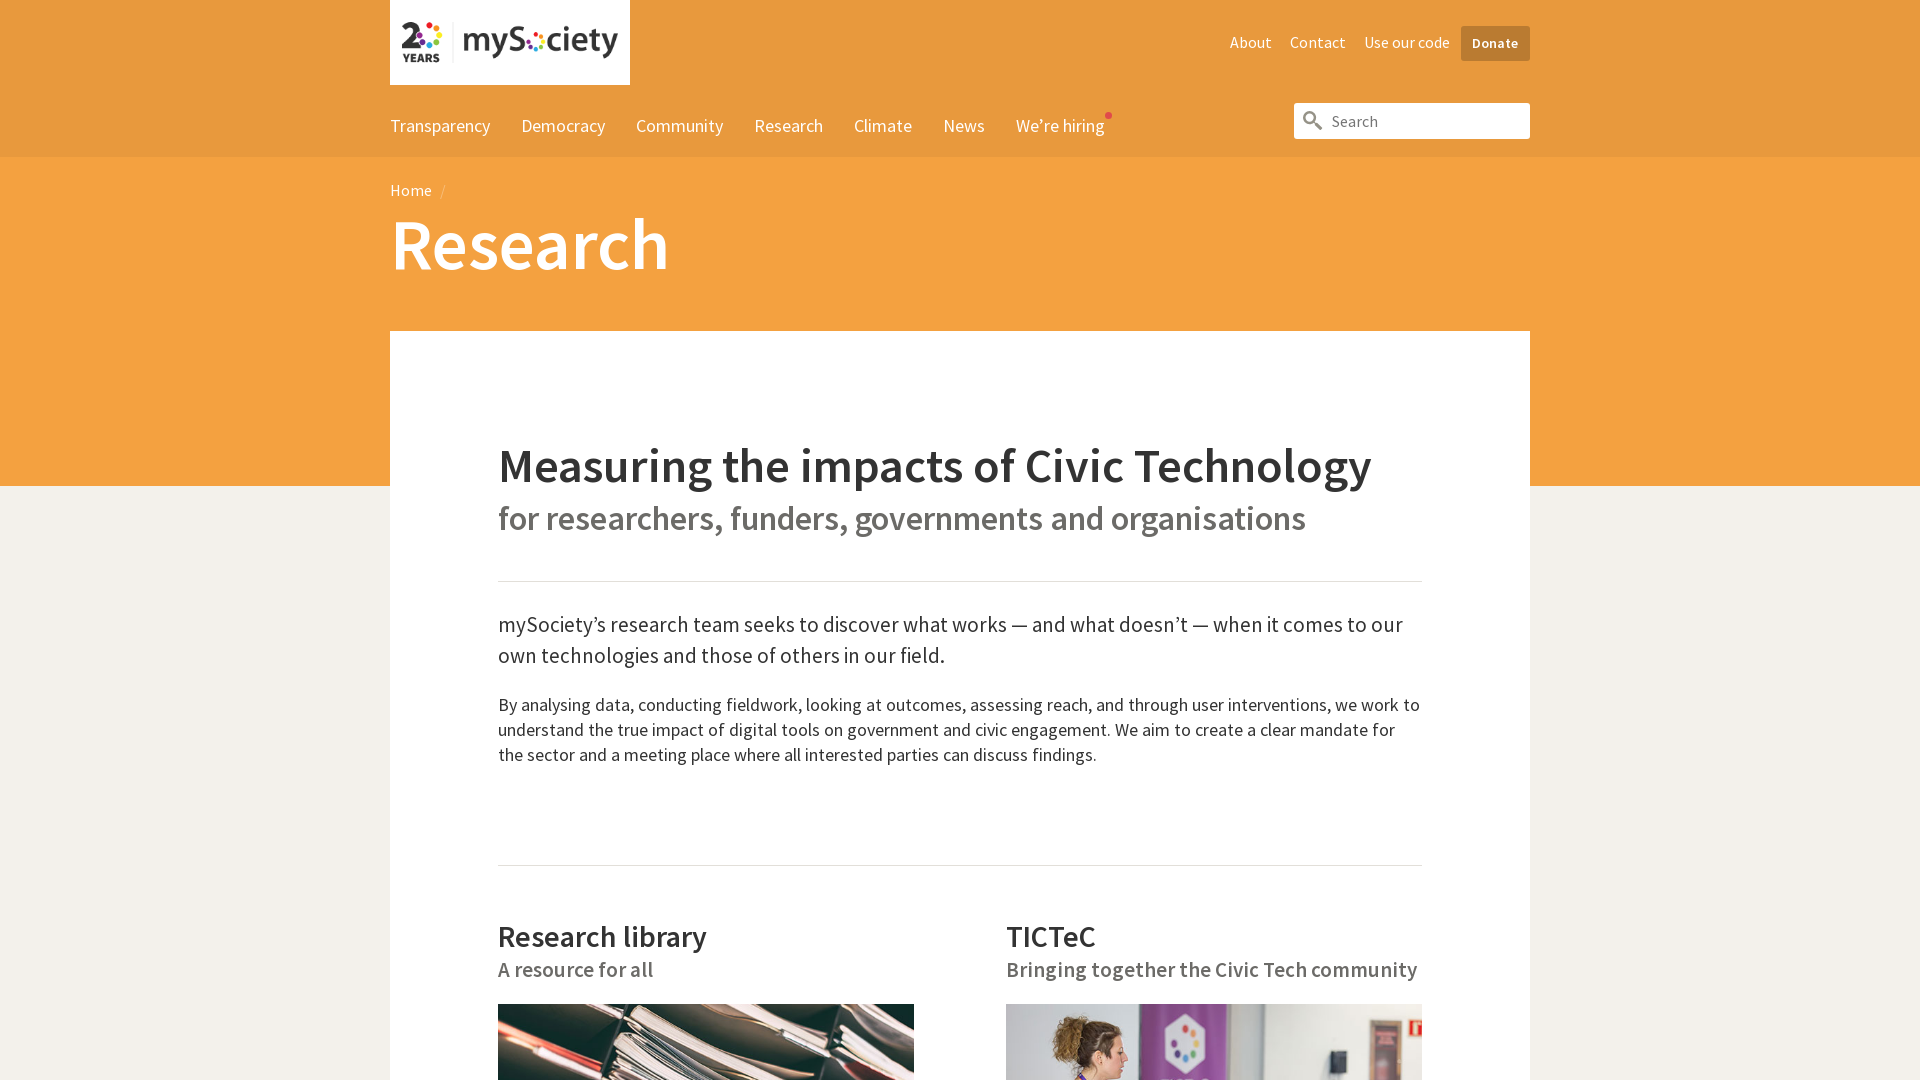 20 YEARS mySociety
About Contact Use our code Donate
Transparency Democracy Community Research Climate News We’re hiring Search
Home /
Research
Measuring the impacts of Civic Technology
for researchers, funders, governments and organisations
mySociety’s research team seeks to discover what works — and what doesn’t — when it comes to our
own technologies and those of others in our field.
By analysing data, conducting fieldwork, looking at outcomes, assessing reach, and through user interventions, we work to
understand the true impact of digital tools on government and civic engagement. We aim to create a clear mandate for
the sector and a meeting place where all interested parties can discuss findings.
Research library
A resource for all
TICTeC
Bringing together the Civic Tech community